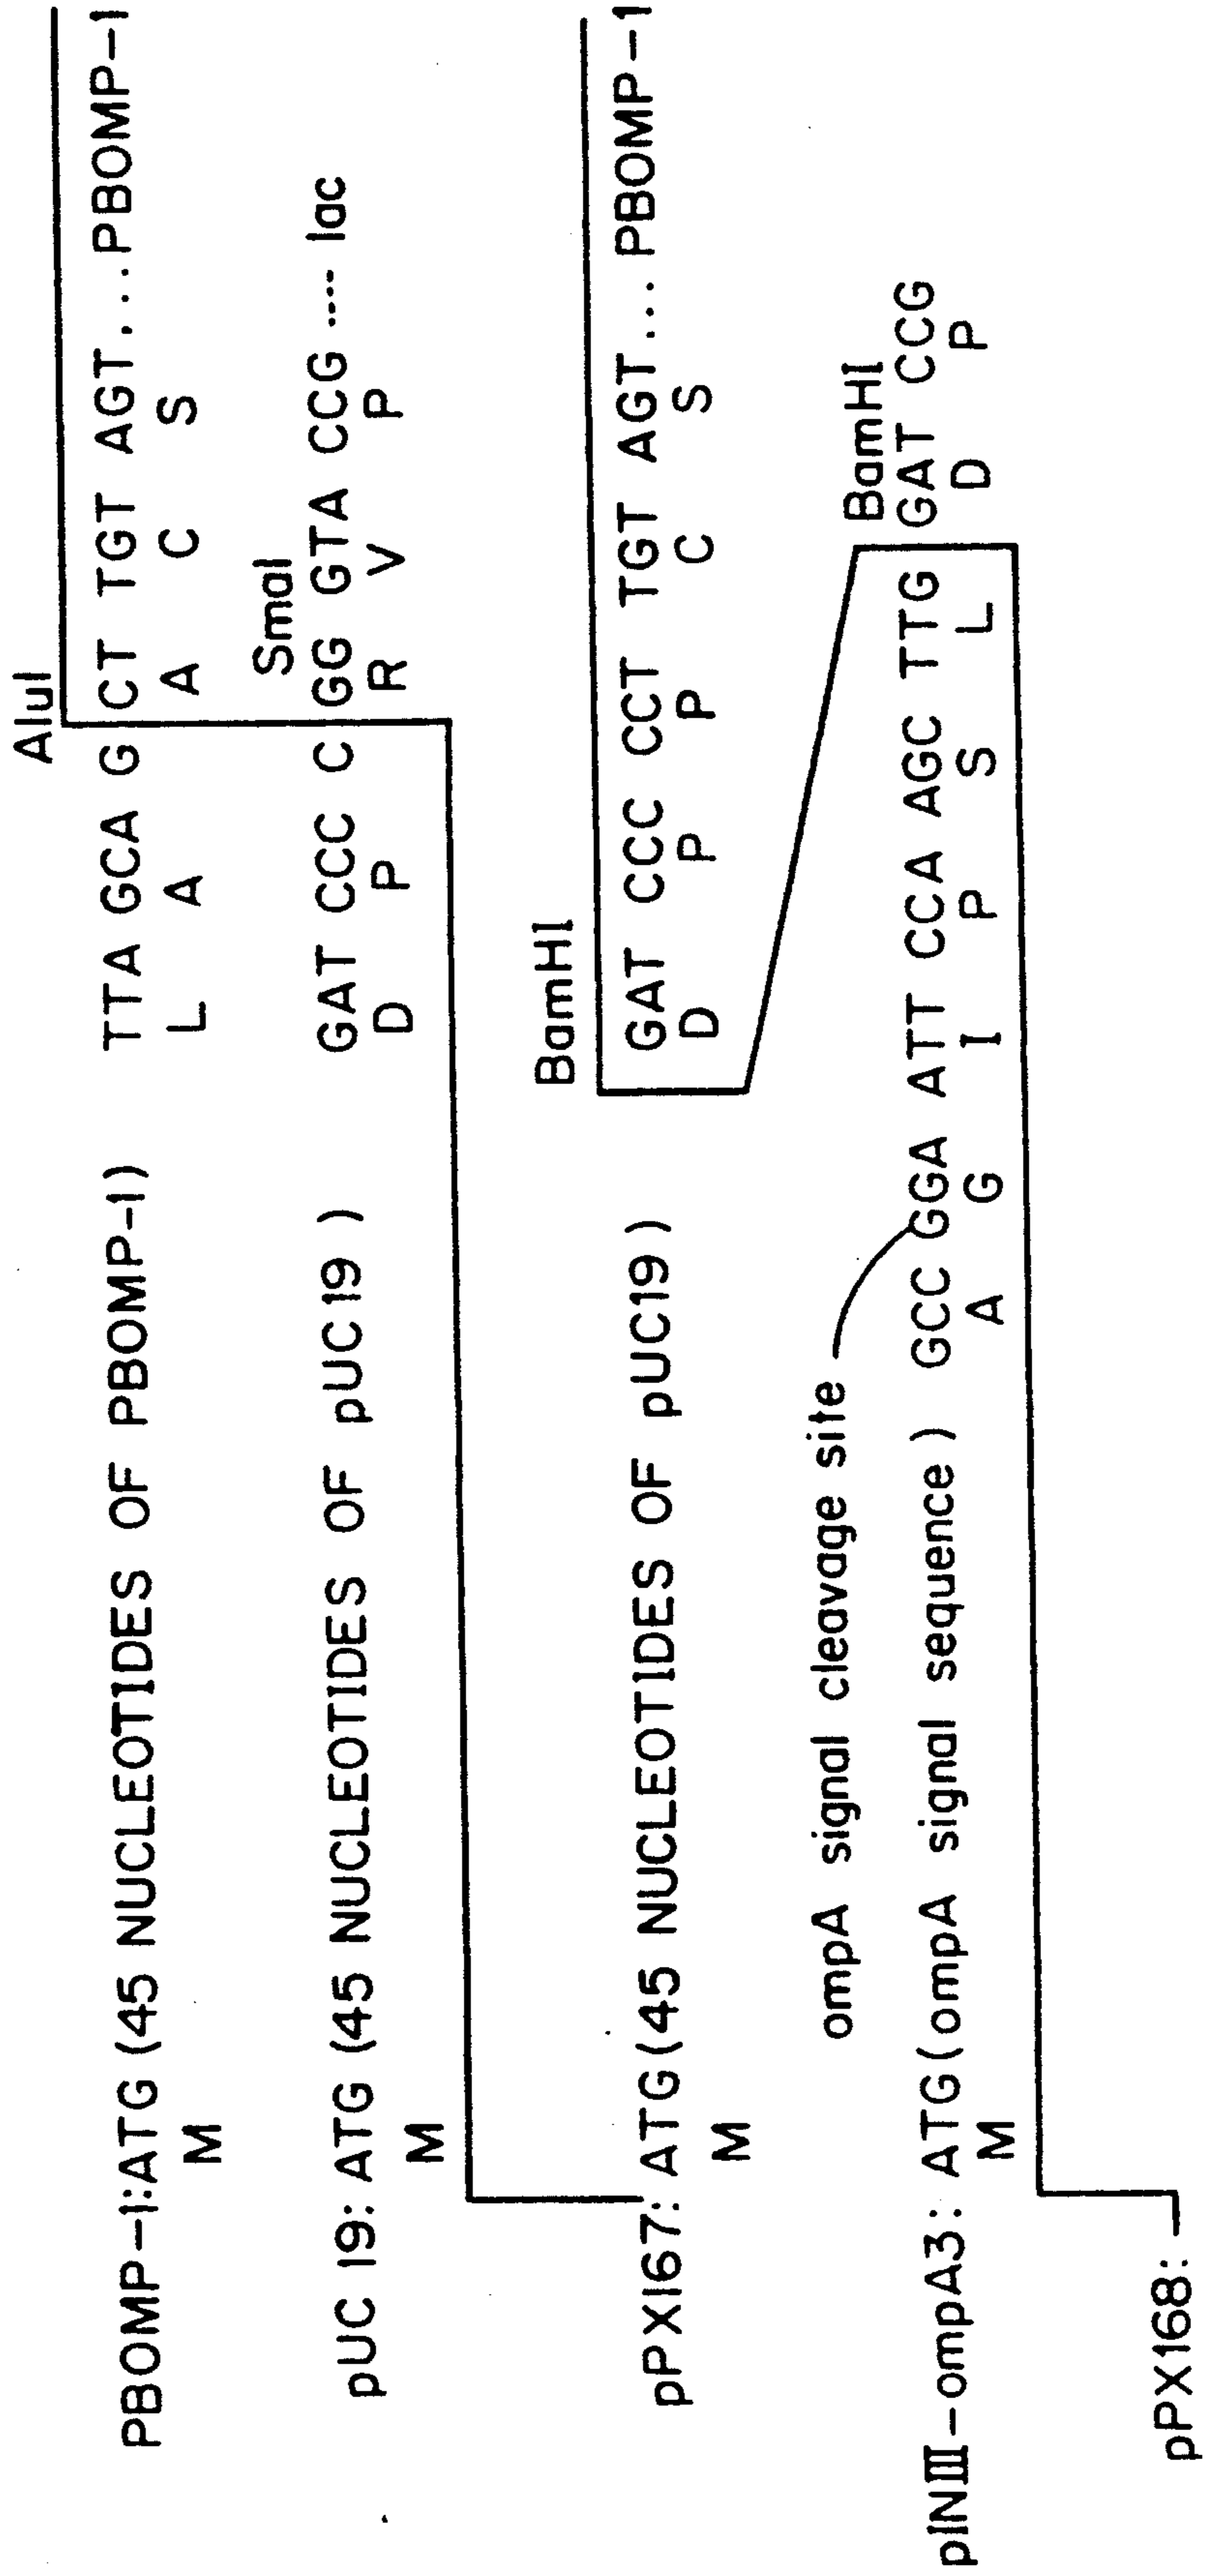 AluI
PBOMP-1:ATG (45 NUCLEOTIDES OF PBOMP-1) TTA GCA G CT TGT AGT...PBOMP-1
M L A A C S
SmaI
pUC 19: ATG (45 NUCLEOTIDES OF pUC19) GAT CCC C GG GTA CCG ---- lac
M D P R V P
BamHI
pPX167: ATG (45 NUCLEOTIDES OF pUC19) GAT CCC CCT TGT AGT... PBOMP-1
M D P P C S
ompA signal cleavage site BamHI
pINIII-ompA3: ATG (ompA signal sequence) GCC GGA ATT CCA AGC TTG GAT CCG
M A G I P S L D P
pPX168: